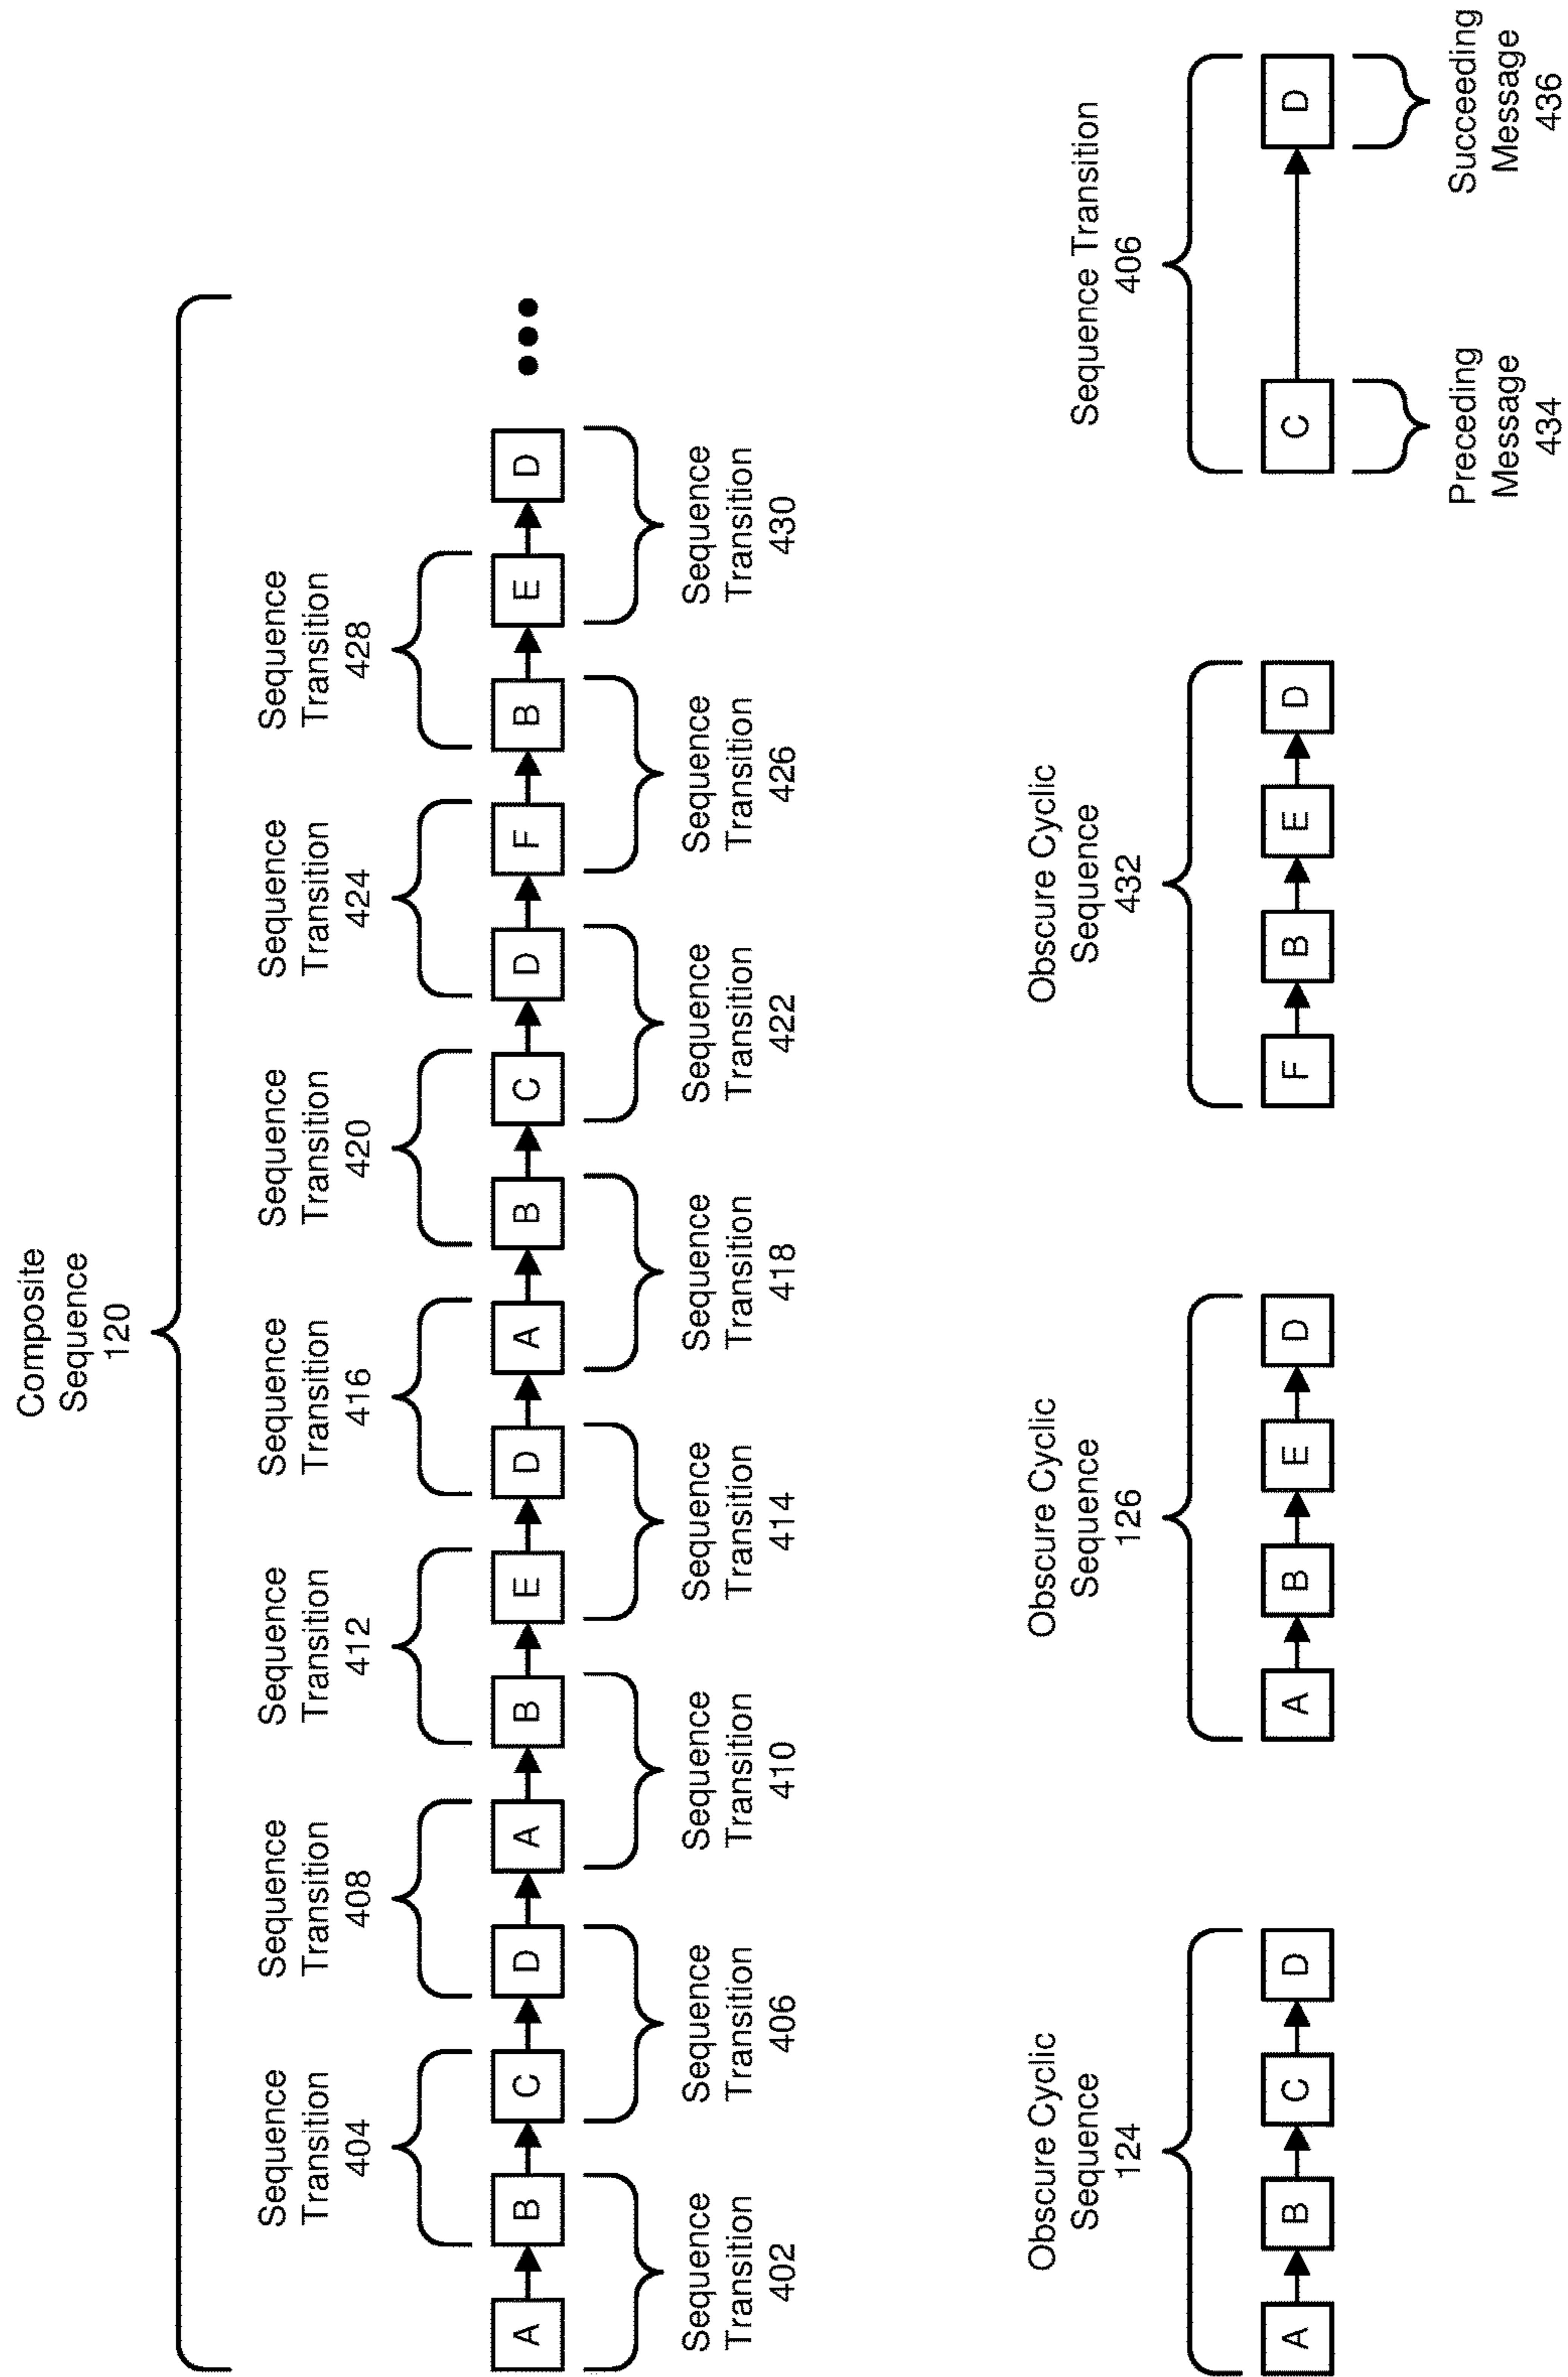 Composite
Sequence
120
Sequence
Transition
404
Sequence
Transition
408
Sequence
Transition
412
Sequence
Transition
416
Sequence
Transition
420
Sequence
Transition
424
Sequence
Transition
428
A B C D A B E D A B C D F B E D
Sequence
Transition
402
Sequence
Transition
406
Sequence
Transition
410
Sequence
Transition
414
Sequence
Transition
418
Sequence
Transition
422
Sequence
Transition
426
Sequence
Transition
430
Obscure Cyclic
Sequence
124
A B C D
Obscure Cyclic
Sequence
126
A B E D
Obscure Cyclic
Sequence
432
F B E D
Sequence Transition
406
C D
Preceding
Message
434
Succeeding
Message
436